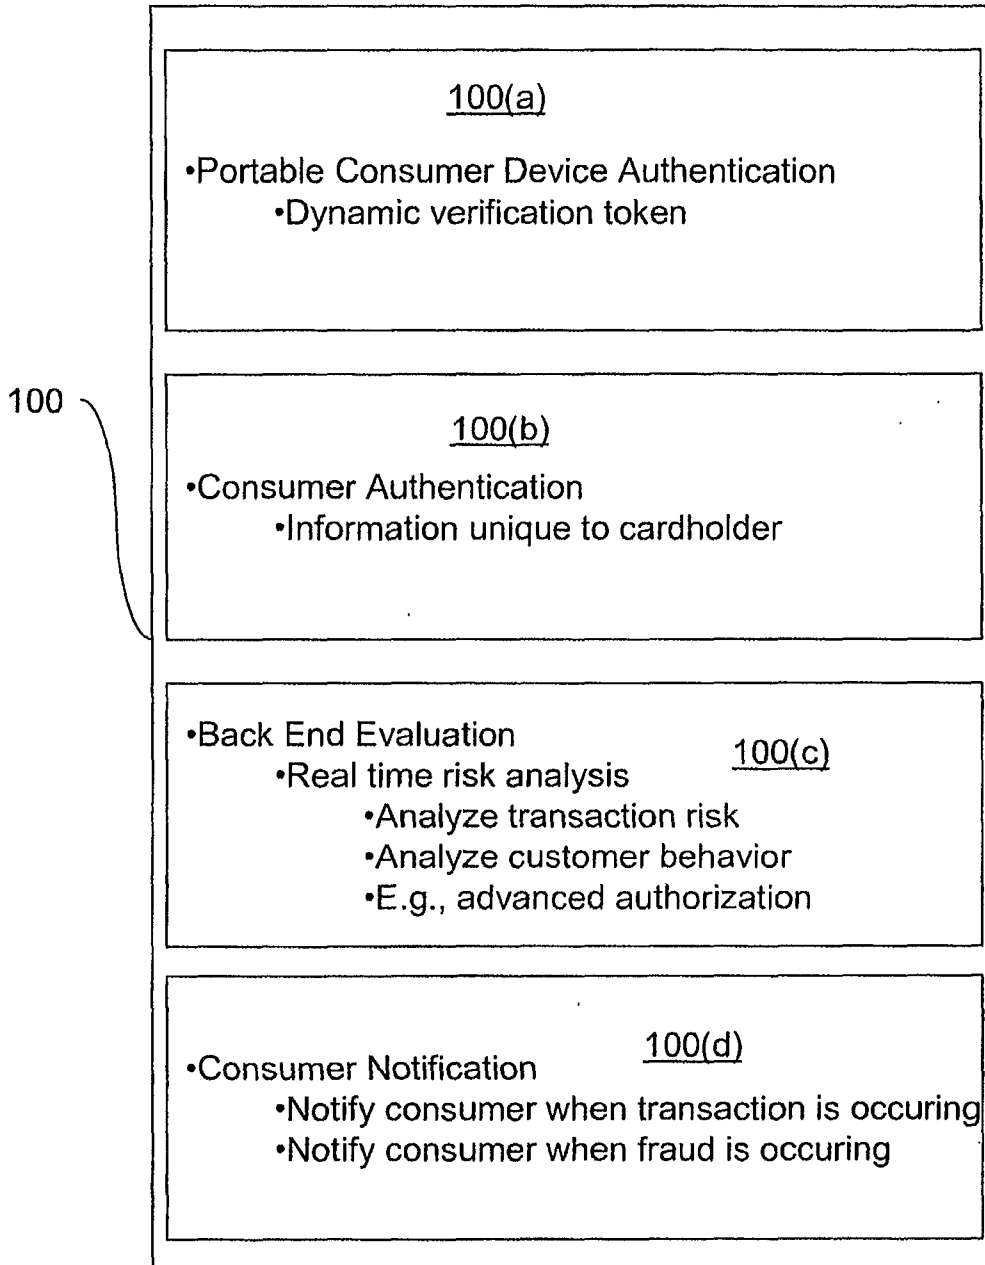 100(a)
•Portable Consumer Device Authentication
•Dynamic verification token
100
100(b)
•Consumer Authentication
•Information unique to cardholder
•Back End Evaluation
100(c)
•Real time risk analysis
•Analyze transaction risk
•Analyze customer behavior
•E.g., advanced authorization
100(d)
•Consumer Notification
•Notify consumer when transaction is occuring
•Notify consumer when fraud is occuring